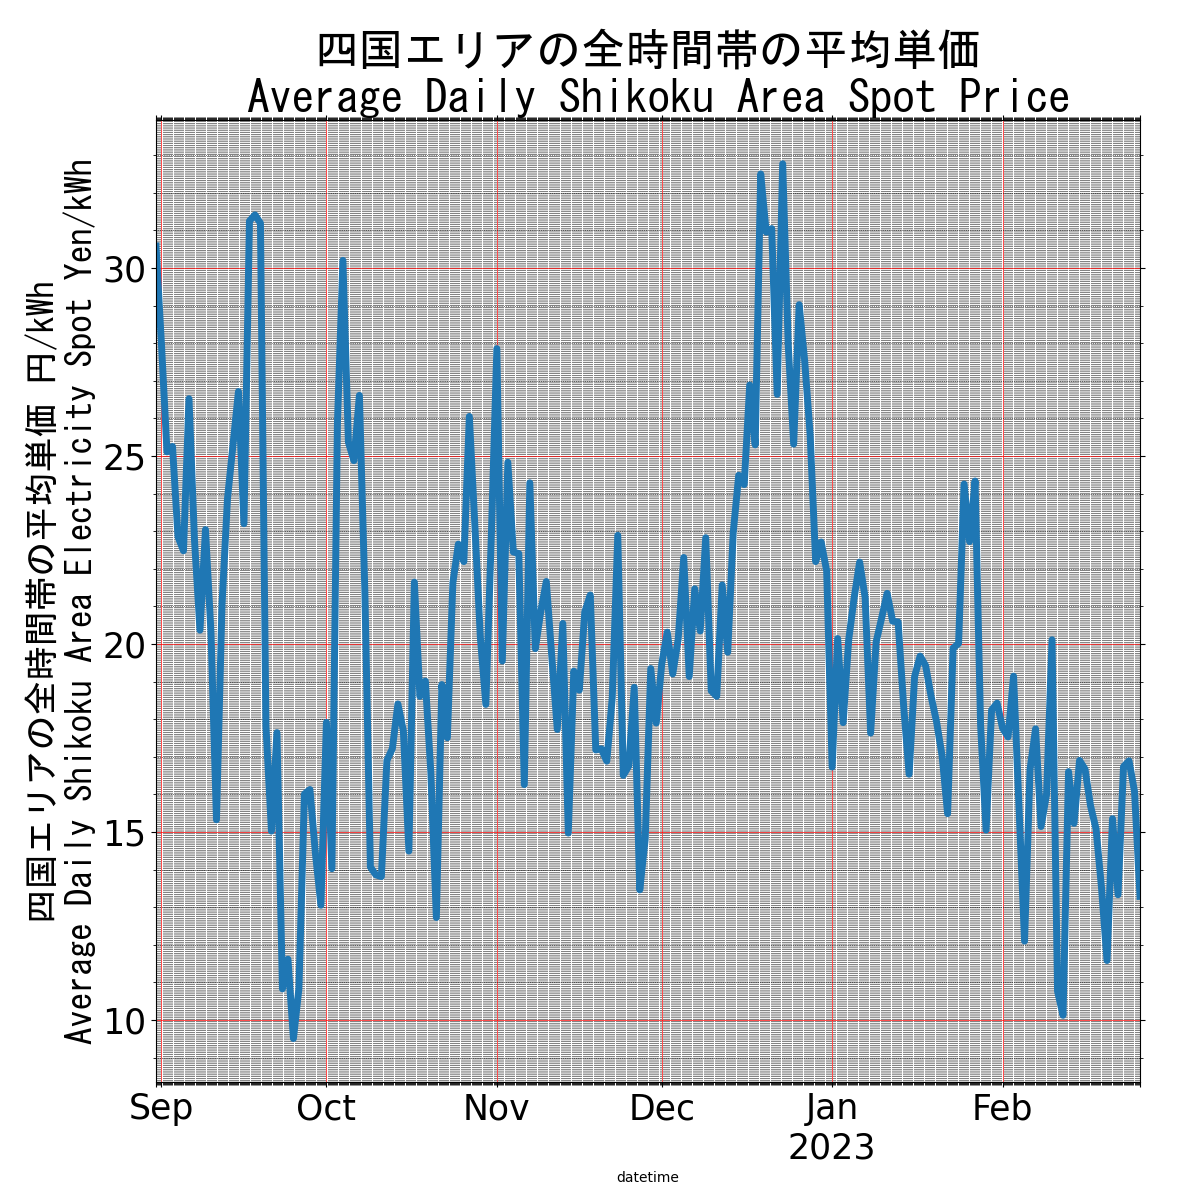 四国エリアの全時間帯の平均単価
Average Daily Shikoku Area Spot Price
四国エリアの全時間帯の平均単価 円/kWh
Average Daily Shikoku Area Electricity Spot Yen/kWh
30
25
20
15
10
Sep
Oct
Nov
Dec
Jan
2023
Feb
datetime